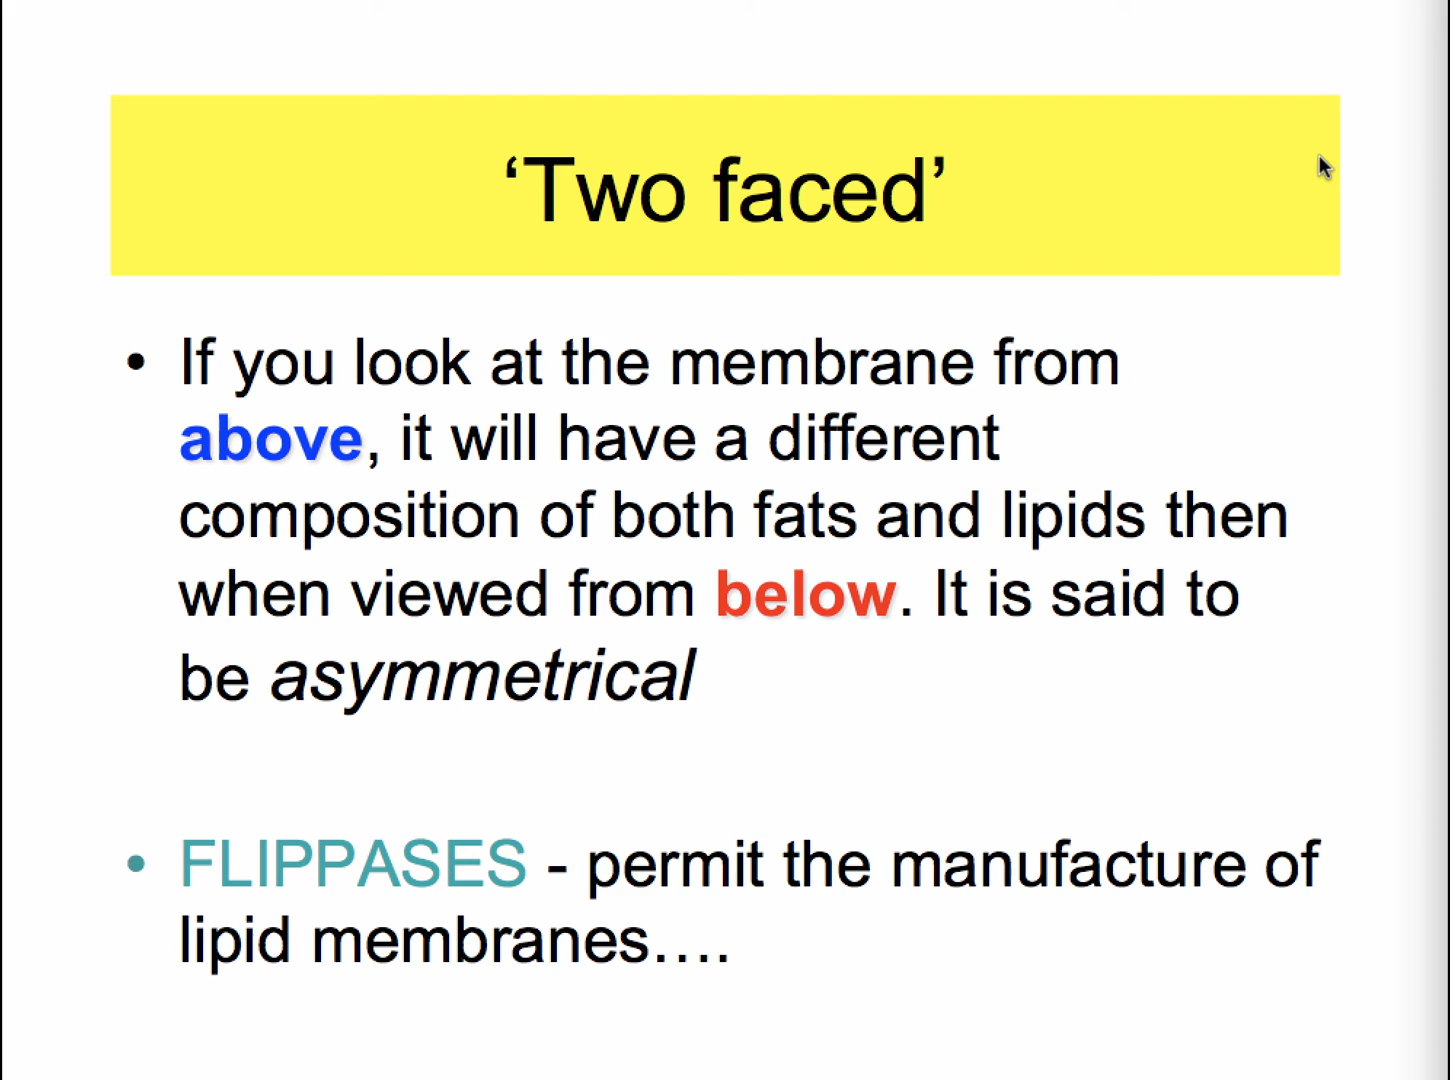 ‘Two faced’
• If you look at the membrane from
above, it will have a different
composition of both fats and lipids then
when viewed from below. It is said to
be asymmetrical
• FLIPPASES - permit the manufacture of
lipid membranes….